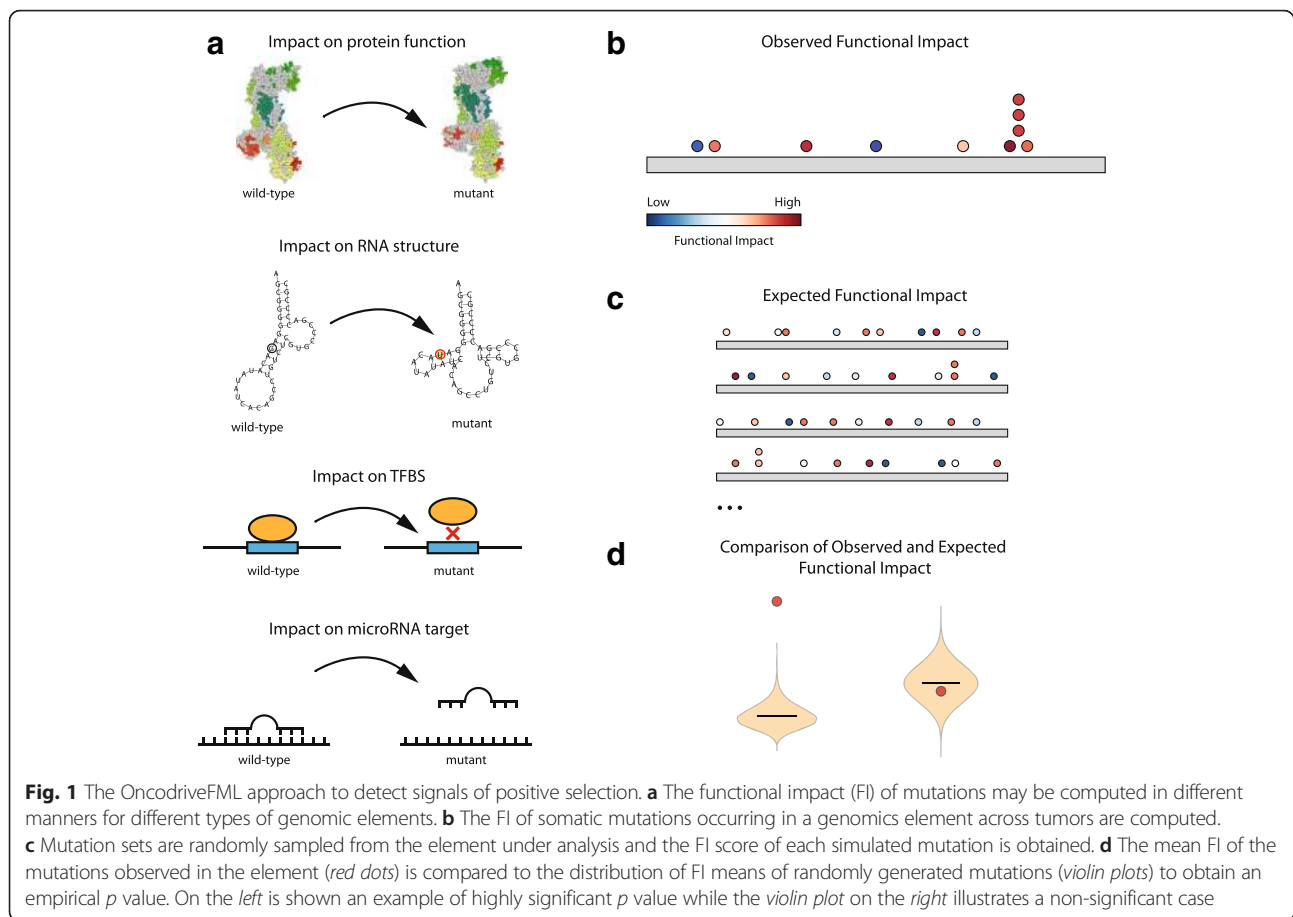 a
Impact on protein function
wild-type
mutant
Impact on RNA structure
wild-type
mutant
Impact on TFBS
wild-type
mutant
Impact on microRNA target
wild-type
mutant
b
Observed Functional Impact
Low High
Functional Impact
c
Expected Functional Impact
...
d
Comparison of Observed and Expected
Functional Impact
Fig. 1 The OncodriveFML approach to detect signals of positive selection. a The functional impact (FI) of mutations may be computed in different
manners for different types of genomic elements. b The FI of somatic mutations occurring in a genomics element across tumors are computed.
c Mutation sets are randomly sampled from the element under analysis and the FI score of each simulated mutation is obtained. d The mean FI of the
mutations observed in the element (red dots) is compared to the distribution of FI means of randomly generated mutations (violin plots) to obtain an
empirical p value. On the left is shown an example of highly significant p value while the violin plot on the right illustrates a non-significant case